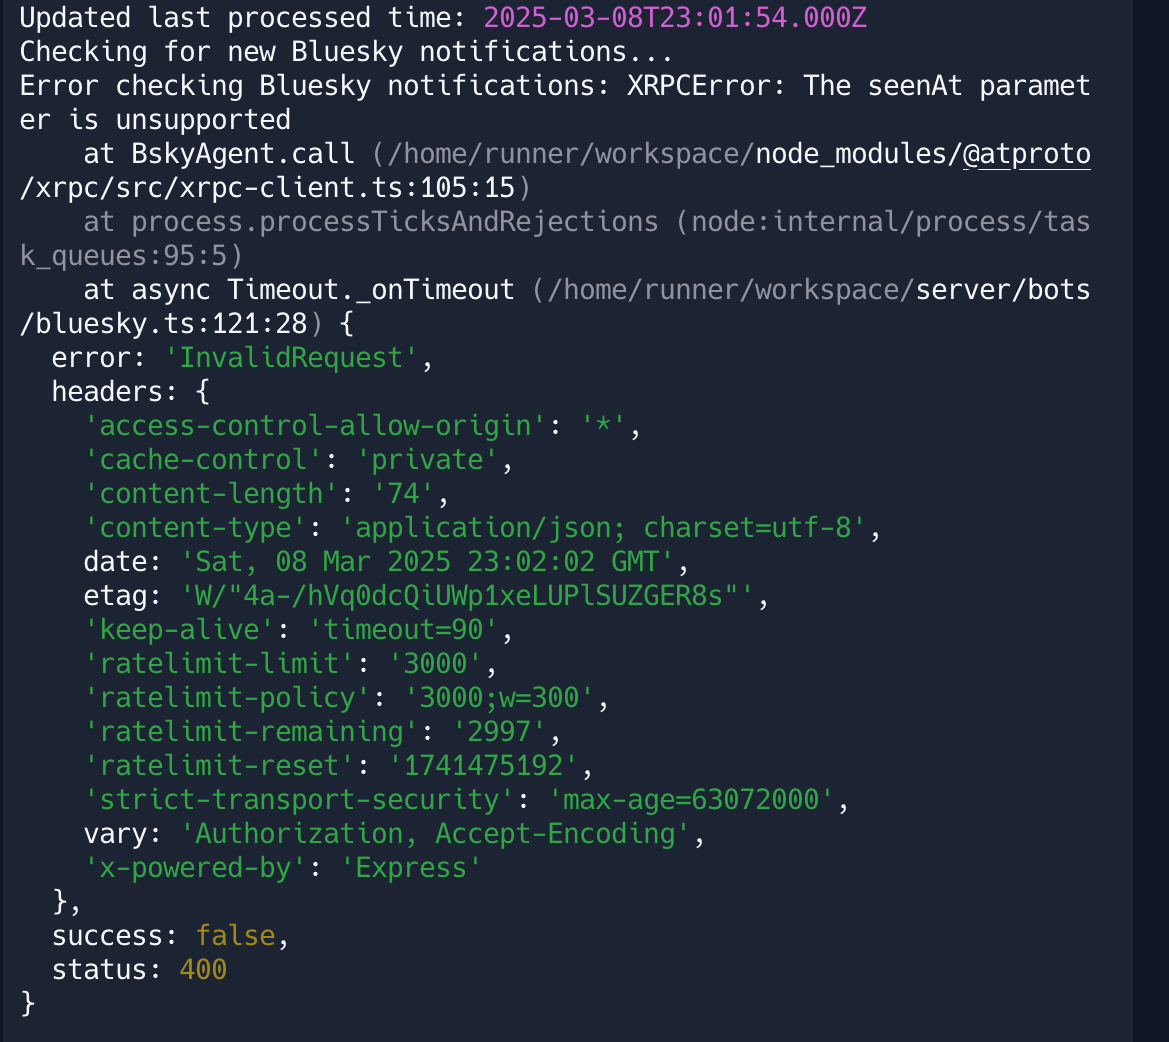 Updated last processed time: 2025-03-08T23:01:54.000Z
Checking for new Bluesky notifications...
Error checking Bluesky notifications: XRPCError: The seenAt paramet
er is unsupported
    at BskyAgent.call (/home/runner/workspace/node_modules/@atproto
/xrpc/src/xrpc-client.ts:105:15)
    at process.processTicksAndRejections (node:internal/process/tas
k_queues:95:5)
    at async Timeout._onTimeout (/home/runner/workspace/server/bots
/bluesky.ts:121:28) {
  error: 'InvalidRequest',
  headers: {
    'access-control-allow-origin': '*',
    'cache-control': 'private',
    'content-length': '74',
    'content-type': 'application/json; charset=utf-8',
    date: 'Sat, 08 Mar 2025 23:02:02 GMT',
    etag: 'W/"4a-/hVq0dcQiUWp1xeLUPlSUZGER8s"',
    'keep-alive': 'timeout=90',
    'ratelimit-limit': '3000',
    'ratelimit-policy': '3000;w=300',
    'ratelimit-remaining': '2997',
    'ratelimit-reset': '1741475192',
    'strict-transport-security': 'max-age=63072000',
    vary: 'Authorization, Accept-Encoding',
    'x-powered-by': 'Express'
  },
  success: false,
  status: 400
}